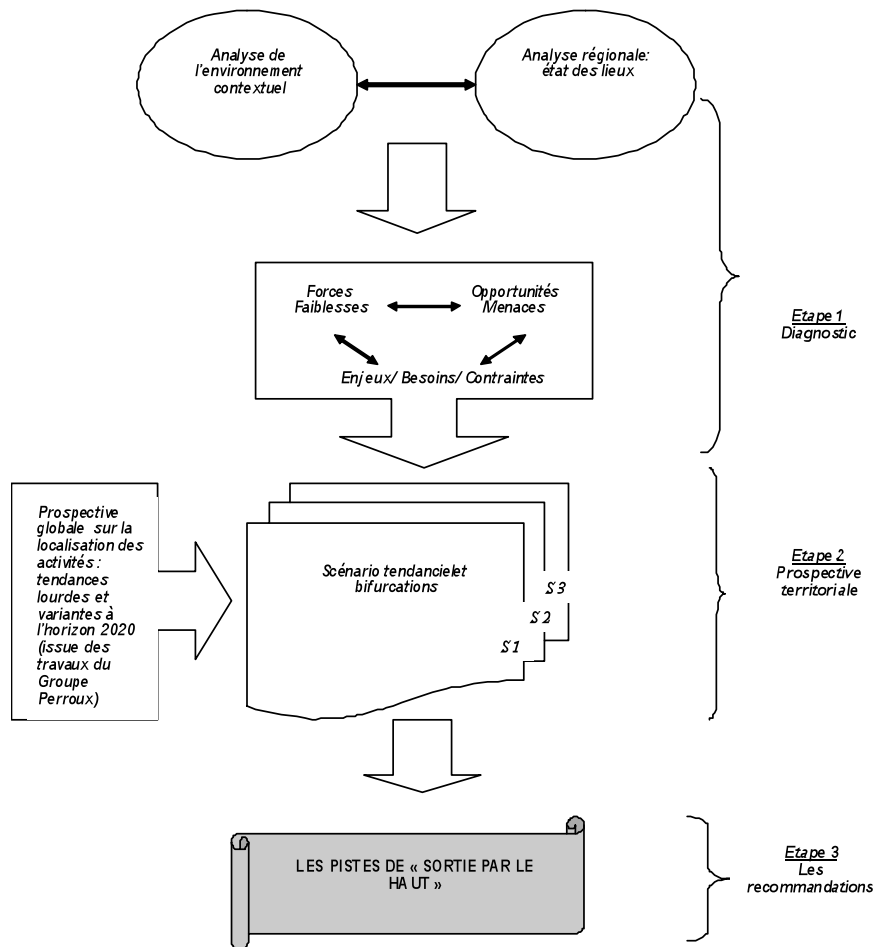 Analyse de
l'environnement
contextuel
Analyse régionale:
état des lieux
Forces
Faiblesses
Opportunités
Menaces
Enjeux/ Besoins/ Contraintes
Etape 1
Diagnostic
Prospective
globale sur la
localisation des
activités :
tendances
lourdes et
variantes à
l'horizon 2020
(issue des
travaux du
Groupe
Perroux)
Scénario tendancielet
bifurcations
S3
S2
S1
Etape 2
Prospective
territoriale
LES PISTES DE « SORTIE PAR LE
HAUT »
Etape 3
Les
recommandations